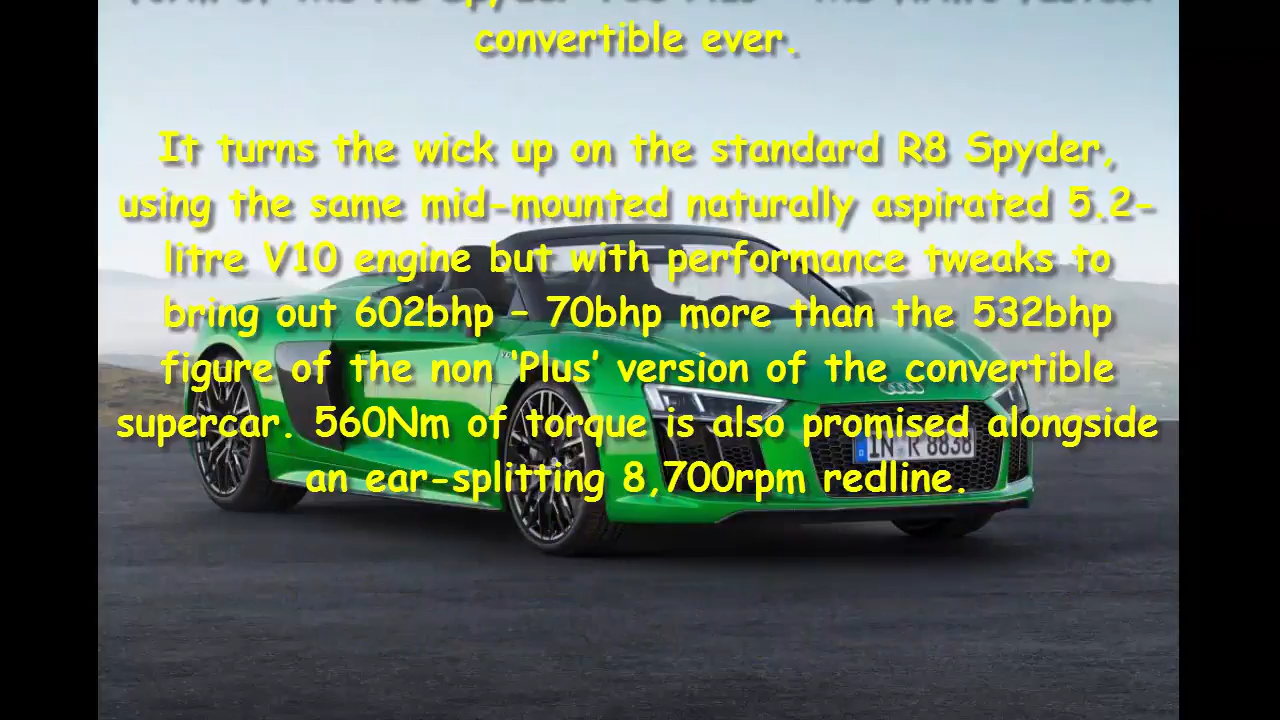 convertible ever.
It turns the wick up on the standard R8 Spyder,
using the same mid-mounted naturally aspirated 5.2-
litre V10 engine but with performance tweaks to
bring out 602bhp – 70bhp more than the 532bhp
figure of the non ‘Plus’ version of the convertible
supercar. 560Nm of torque is also promised alongside
an ear-splitting 8,700rpm redline.
IN R 8838